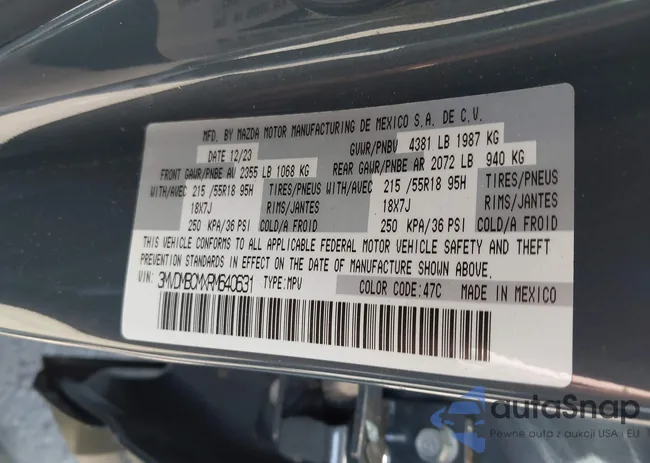 MFD. BY MAZDA MOTOR MANUFACTURING DE MEXICO S.A. DE C.V.
DATE 12/23 GVWR/PNBV 4381 LB 1987 KG
FRONT GAWR/PNBE AV 2355 LB 1068 KG REAR GAWR/PNBE AR 2072 LB 940 KG
WITH/AVEC 215 /55R18 95H TIRES/PNEUS WITH/AVEC 215 /55R18 95H TIRES/PNEUS
18X7J RIMS/JANTES 18X7J RIMS/JANTES
250 KPA/36 PSI COLD/A FROID 250 KPA/36 PSI COLD/A FROID
THIS VEHICLE CONFORMS TO ALL APPLICABLE FEDERAL MOTOR VEHICLE SAFETY AND THEFT
PREVENTION STANDARDS IN EFFECT ON THE DATE OF MANUFACTURE SHOWN ABOVE.
VIN: 3MVDMBCMXRM640631 TYPE:MPV COLOR CODE:47C MADE IN MEXICO
autoSnap
Pewne auta z aukcji USA i EU